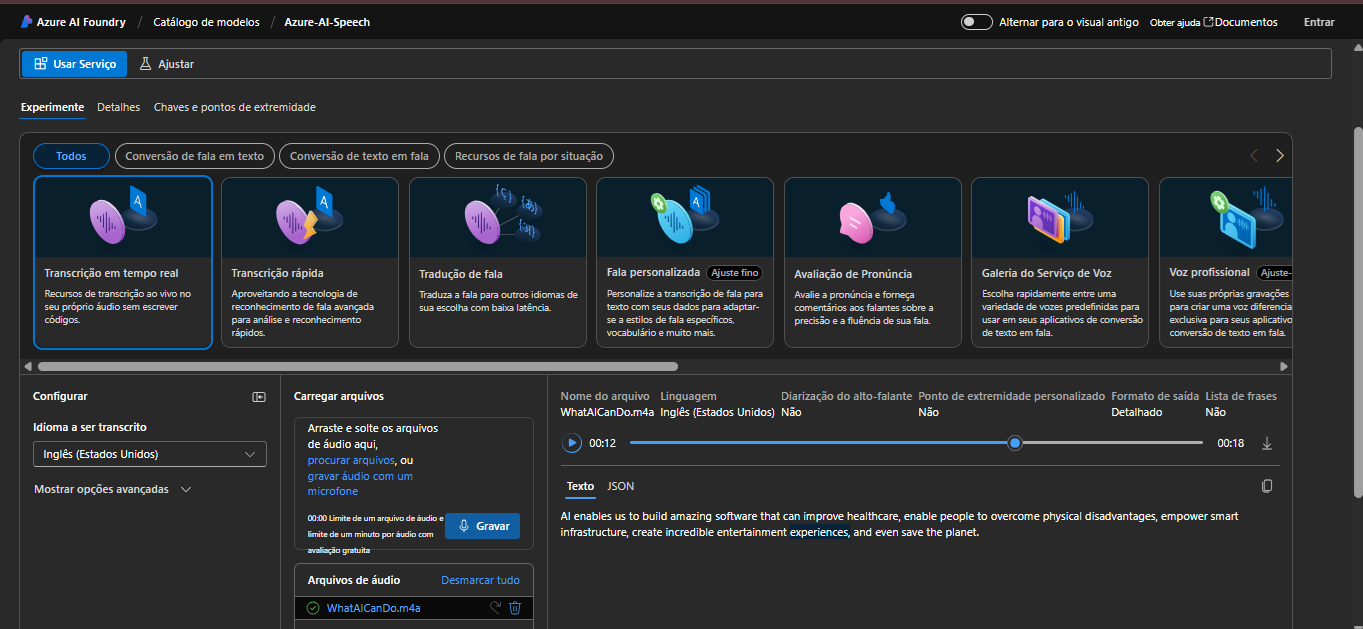 Azure AI Foundry / Catálogo de modelos / Azure-AI-Speech
Alternar para o visual antigo Obter ajuda Documentos Entrar
Usar Serviço Ajustar
Experimente Detalhes Chaves e pontos de extremidade
Todos Conversão de fala em texto Conversão de texto em fala Recursos de fala por situação
Transcrição em tempo real
Recursos de transcrição ao vivo no
seu próprio áudio sem escrever
códigos.
Transcrição rápida
Aproveitando a tecnologia de
reconhecimento de fala avançada
para análise e reconhecimento
rápidos.
Tradução de fala
Traduza a fala para outros idiomas de
sua escolha com baixa latência.
Fala personalizada Ajuste fino
Personalize a transcrição de fala para
texto com seus dados para adaptar-
se a estilos de fala específicos,
vocabulário e muito mais.
Avaliação de Pronúncia
Avalie a pronúncia e forneça
comentários aos falantes sobre a
precisão e a fluência de sua fala.
Galeria do Serviço de Voz
Escolha rapidamente entre uma
variedade de vozes predefinidas para
usar em seus aplicativos de conversão
de texto em fala.
Voz profissional Ajuste-
Use suas próprias gravações
para criar uma voz diferencia
exclusiva para seus aplicativo
conversão de texto em fala.
Configurar
Idioma a ser transcrito
Inglês (Estados Unidos)
Mostrar opções avançadas
Carregar arquivos
Arraste e solte os arquivos
de áudio aqui,
procurar arquivos, ou
gravar áudio com um
microfone
00:00 Limite de um arquivo de áudio e
limite de um minuto por áudio com
avaliação gratuita
Gravar
Arquivos de áudio Desmarcar tudo
WhatAICanDo.m4a
Nome do arquivo Linguagem Diarização do alto-falante Ponto de extremidade personalizado Formato de saída Lista de frases
WhatAICanDo.m4a Inglês (Estados Unidos) Não Não Detalhado Não
00:12 00:18
Texto JSON
AI enables us to build amazing software that can improve healthcare, enable people to overcome physical disadvantages, empower smart
infrastructure, create incredible entertainment experiences, and even save the planet.